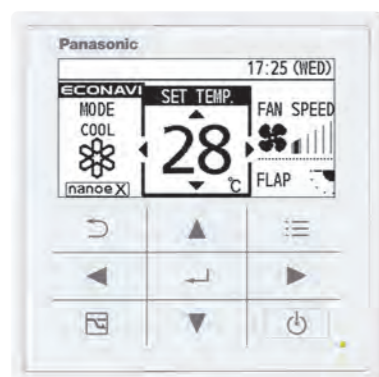 Panasonic
17:25 (WED)
ECONAVI
MODE
COOL
nanoe X
SET TEMP.
28
℃
FAN SPEED
FLAP